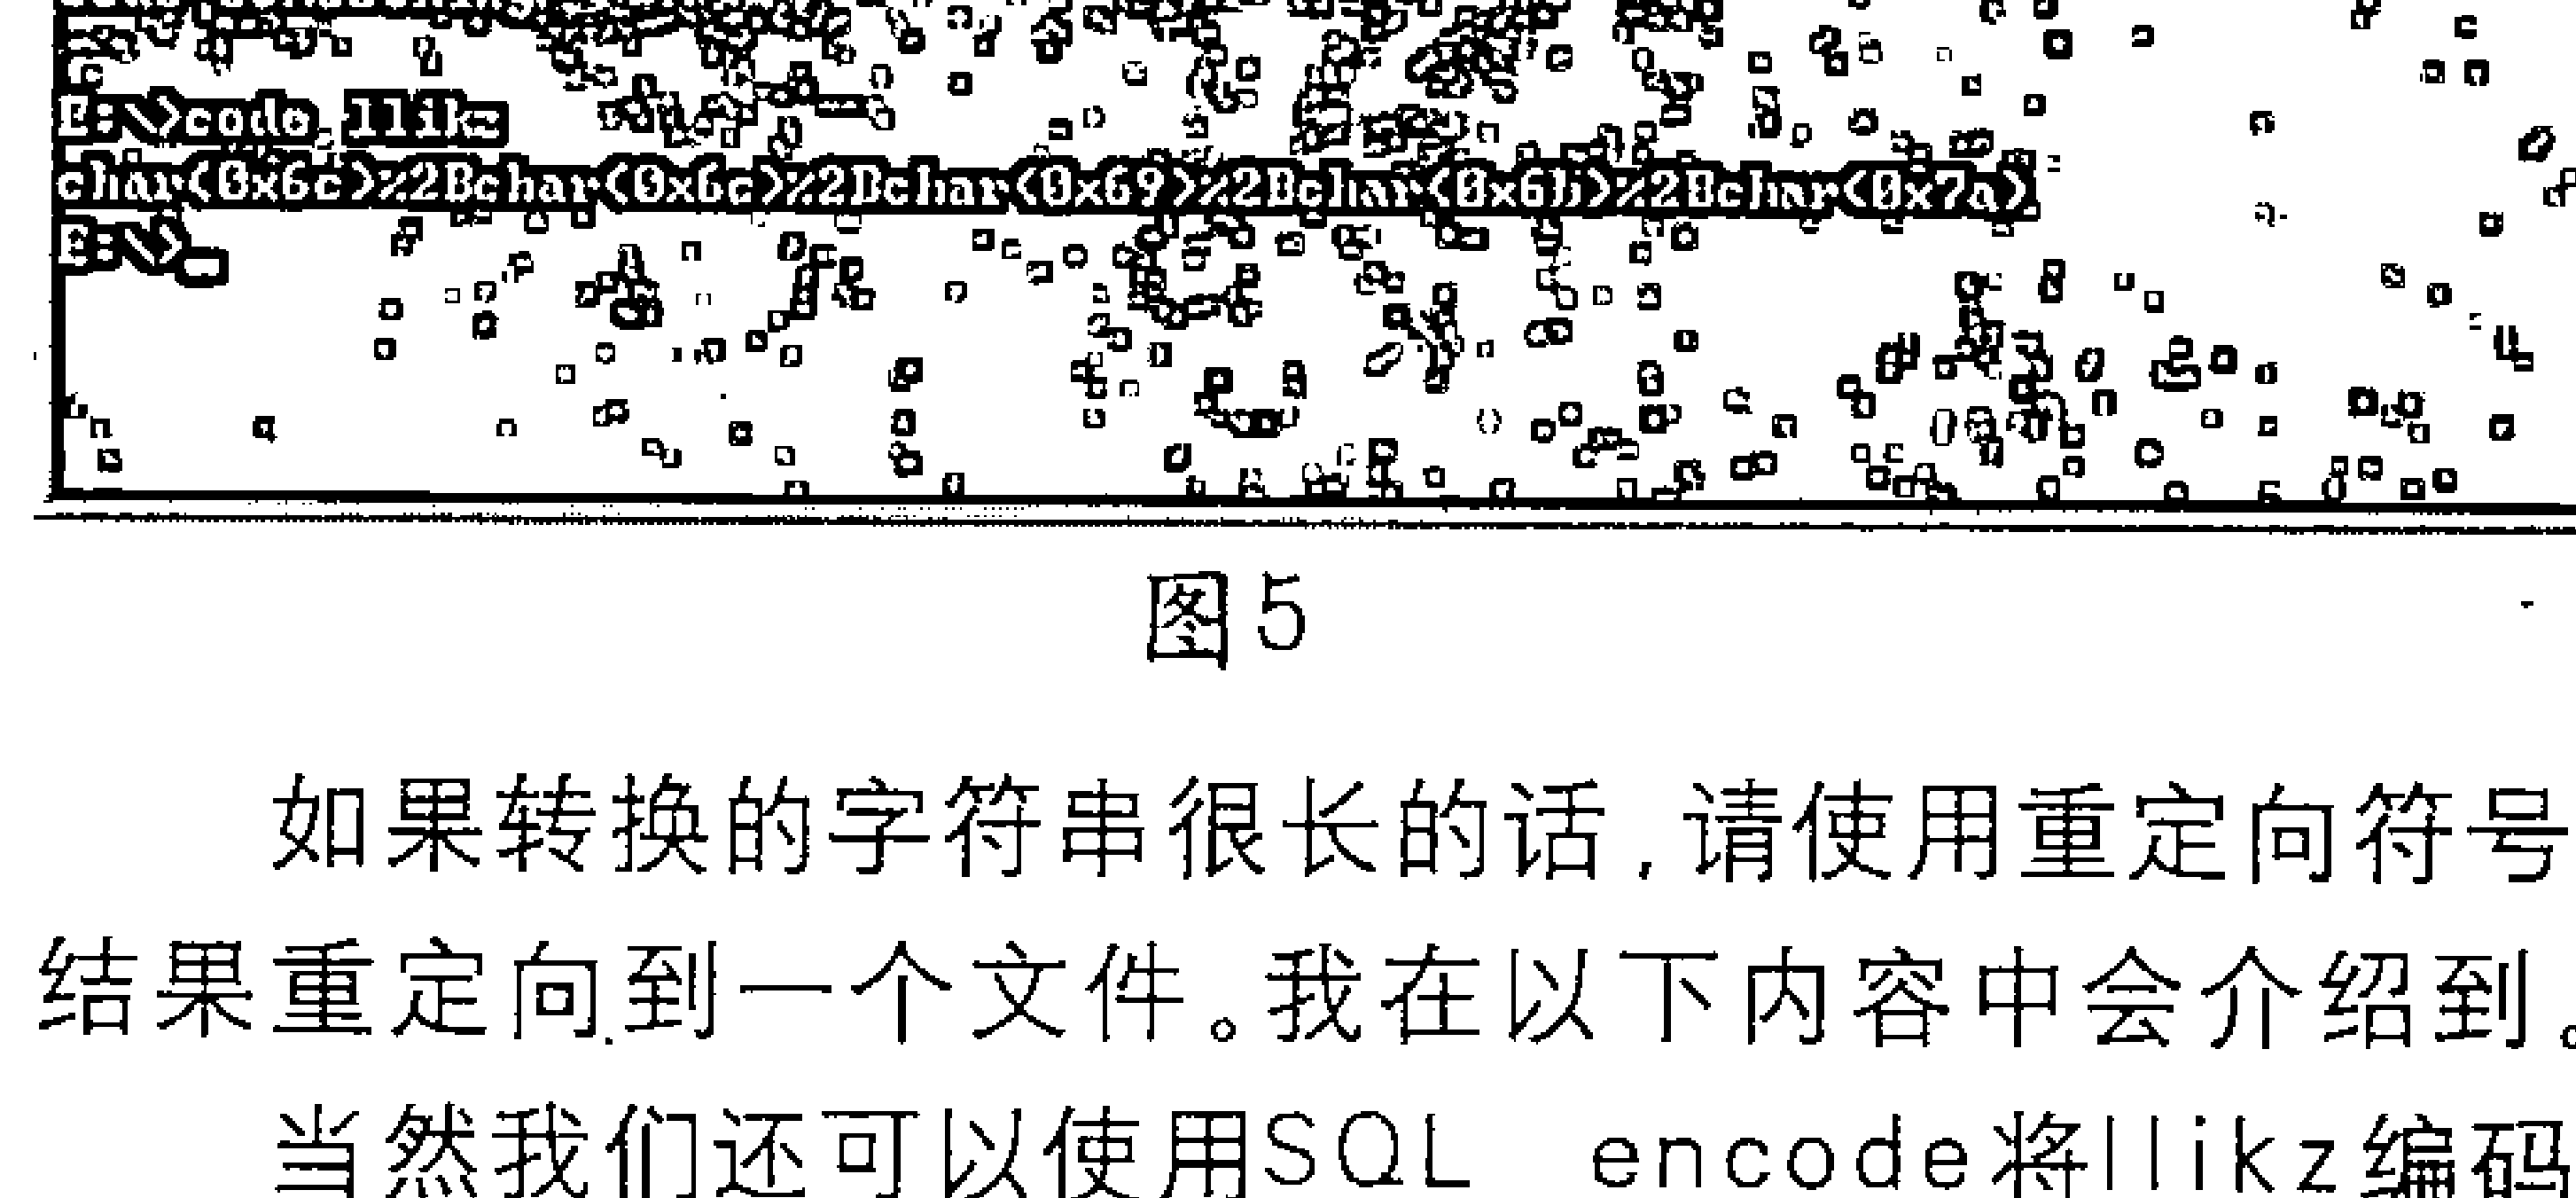 E:\>code llikz
char(0x6c)%2Bchar(0x6c)%2Bchar(0x69)%2Bchar(0x6b)%2Bchar(0x7a)
E:\>
图5
如果转换的字符串很长的话,请使用重定向符号
结果重定向到一个文件。我在以下内容中会介绍到。
当然我们还可以使用SQL encode将llikz编码